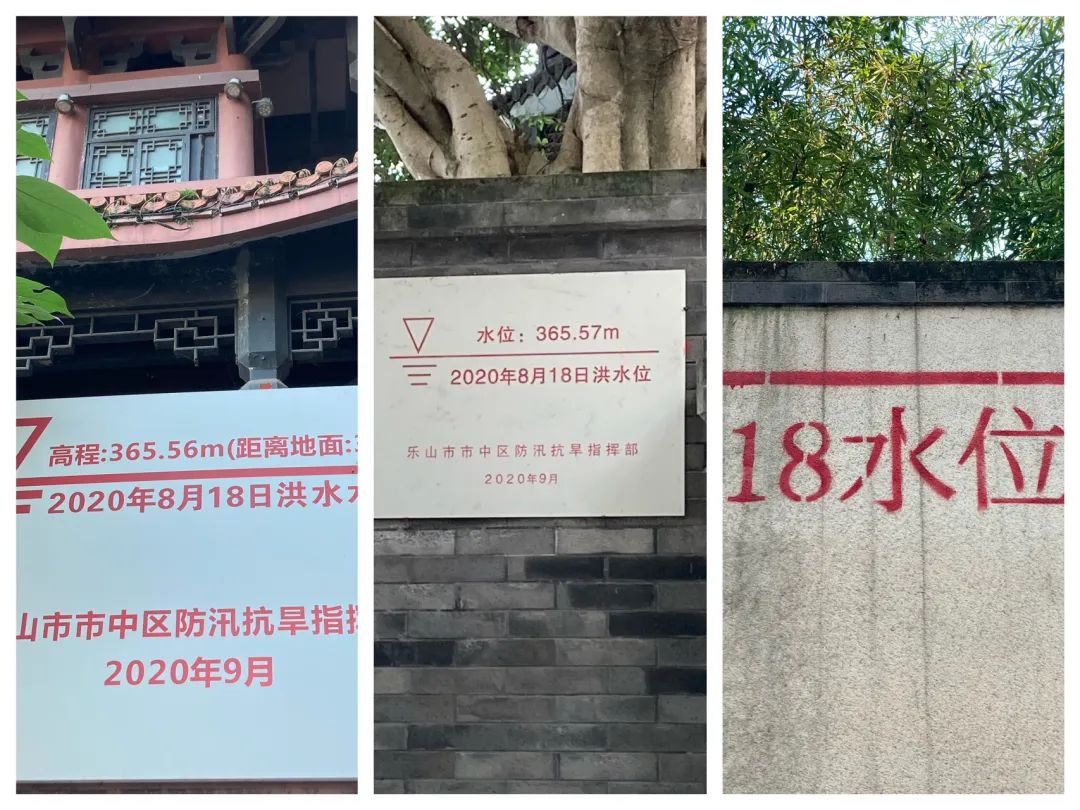 高程:365.56m(距离地面:
2020年8月18日洪水
山市市中区防汛抗旱指挥
2020年9月
水位：365.57m
2020年8月18日洪水位
乐山市市中区防汛抗旱指挥部
2020年9月
18水位